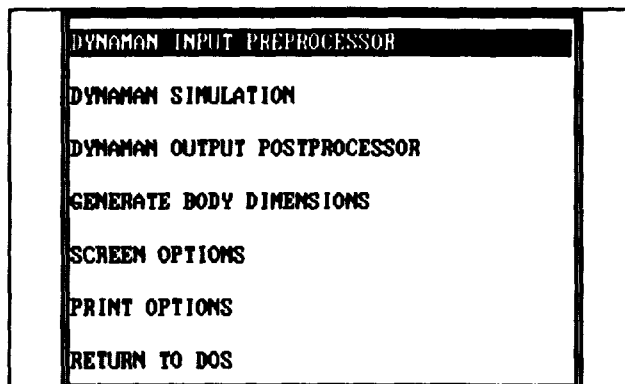 DYNAMAN INPUT PREPROCESSOR
DYNAMAN SIMULATION
DYNAMAN OUTPUT POSTPROCESSOR
GENERATE BODY DIMENSIONS
SCREEN OPTIONS
PRINT OPTIONS
RETURN TO DOS